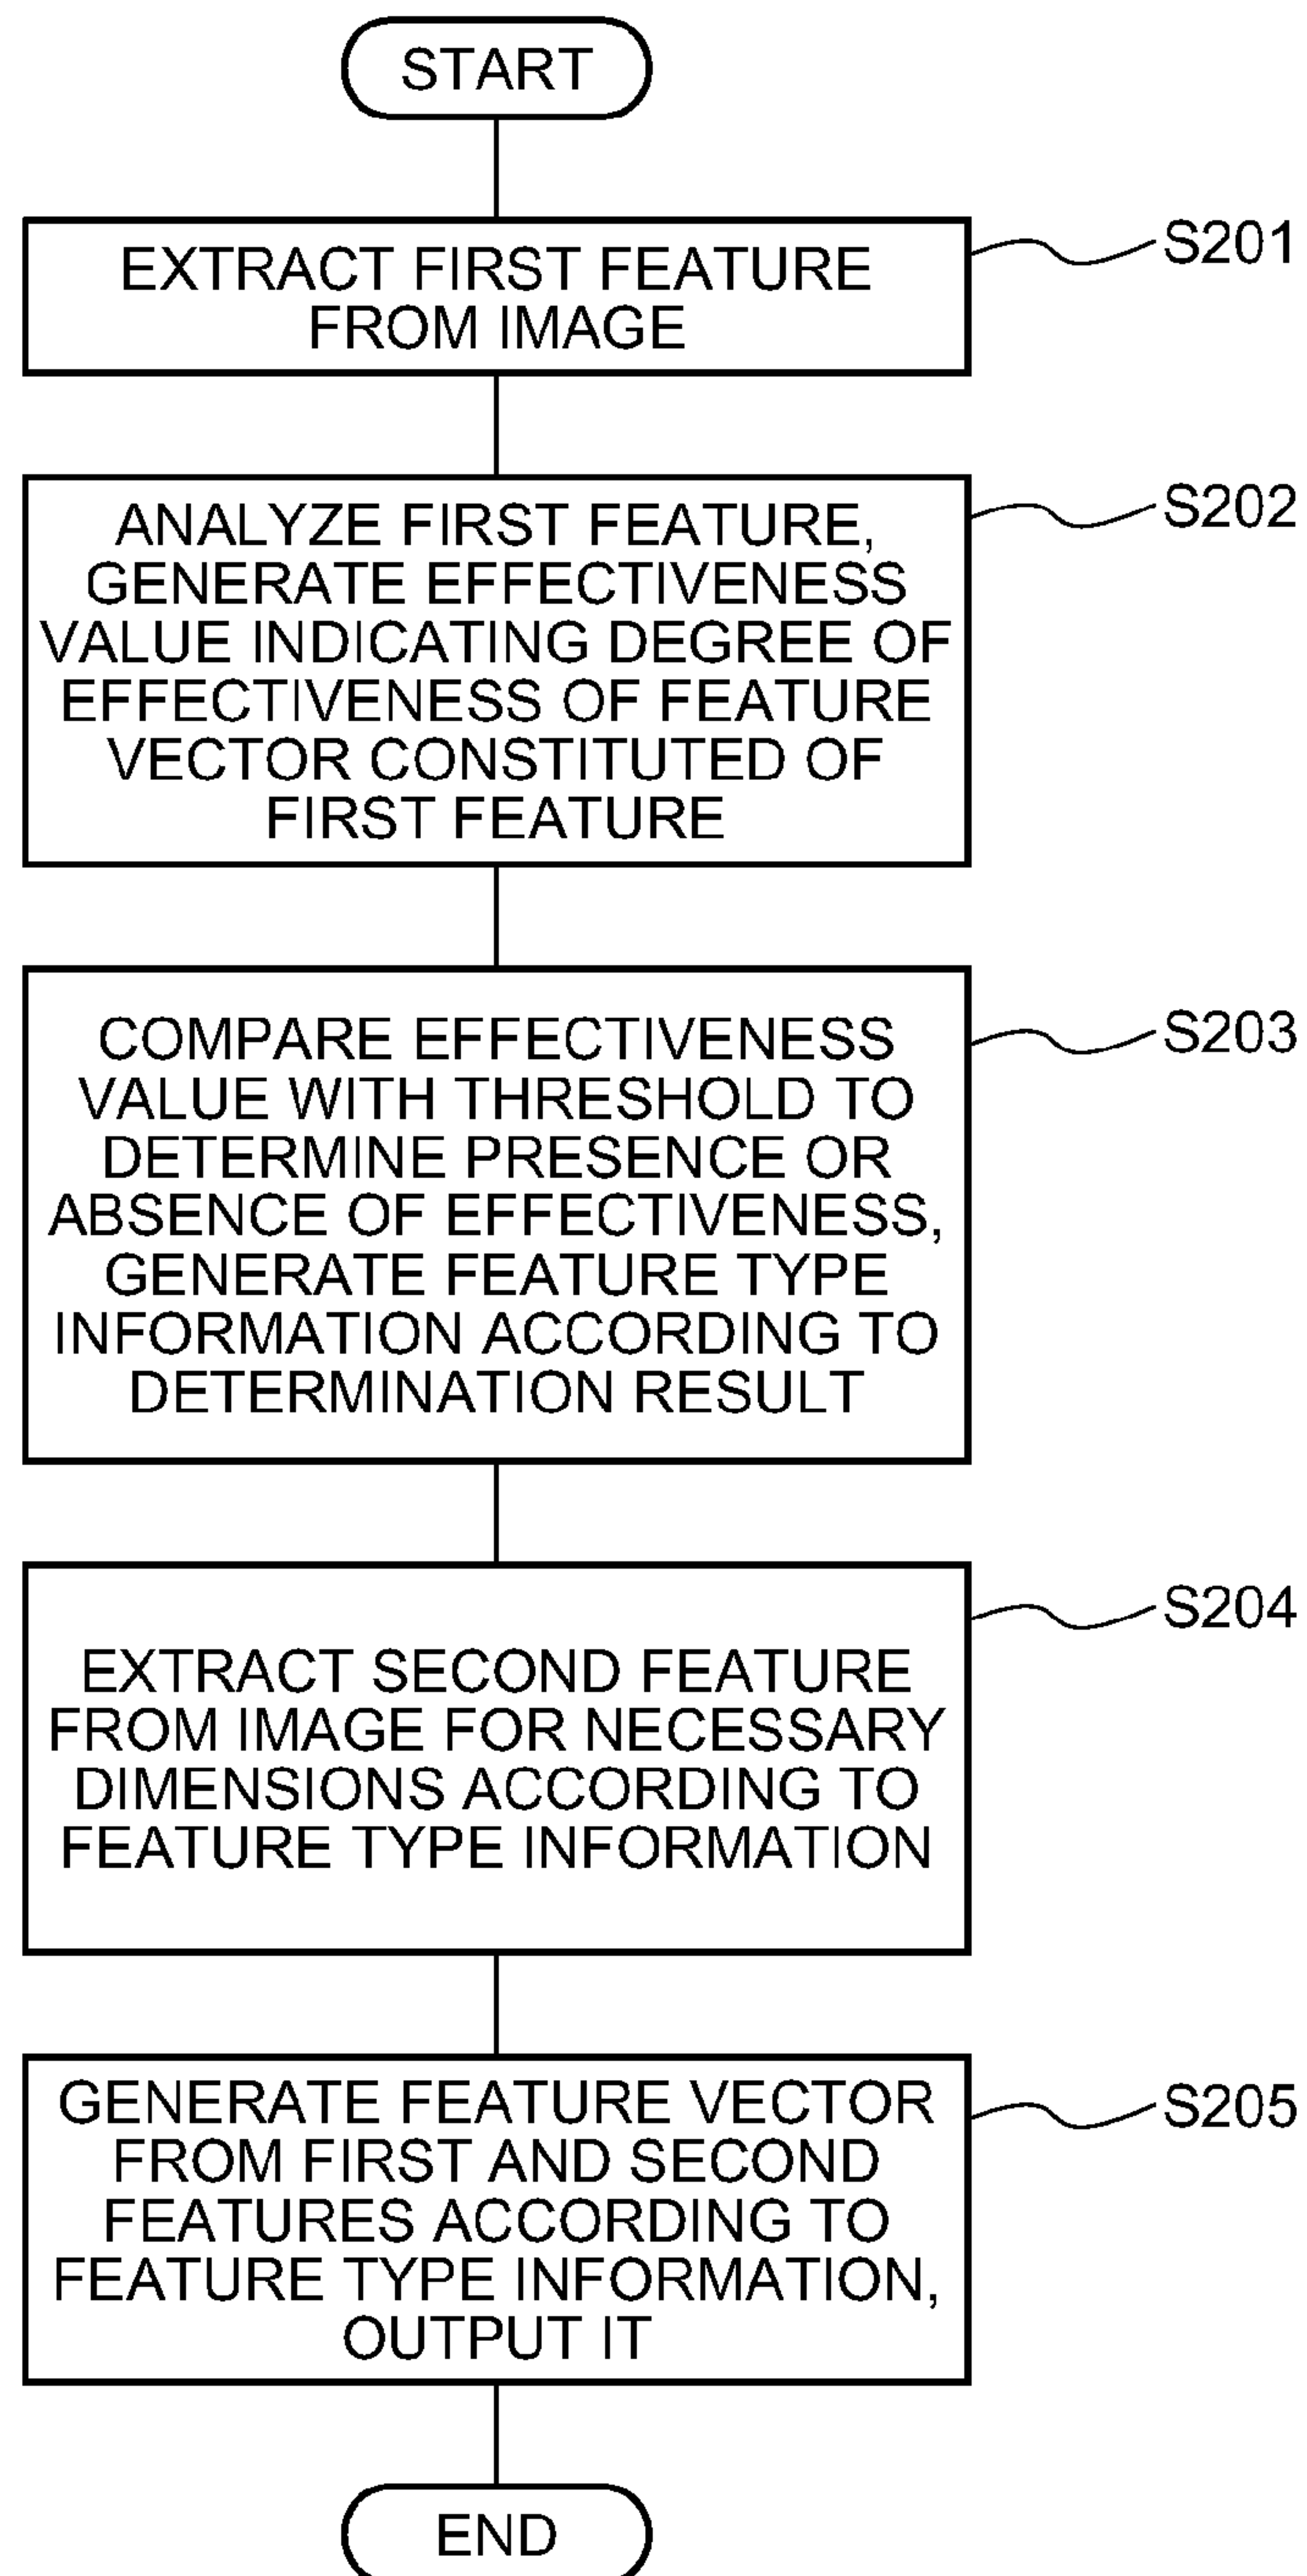 START
EXTRACT FIRST FEATURE
FROM IMAGE
S201
ANALYZE FIRST FEATURE,
GENERATE EFFECTIVENESS
VALUE INDICATING DEGREE OF
EFFECTIVENESS OF FEATURE
VECTOR CONSTITUTED OF
FIRST FEATURE
S202
COMPARE EFFECTIVENESS
VALUE WITH THRESHOLD TO
DETERMINE PRESENCE OR
ABSENCE OF EFFECTIVENESS,
GENERATE FEATURE TYPE
INFORMATION ACCORDING TO
DETERMINATION RESULT
S203
EXTRACT SECOND FEATURE
FROM IMAGE FOR NECESSARY
DIMENSIONS ACCORDING TO
FEATURE TYPE INFORMATION
S204
GENERATE FEATURE VECTOR
FROM FIRST AND SECOND
FEATURES ACCORDING TO
FEATURE TYPE INFORMATION,
OUTPUT IT
S205
END